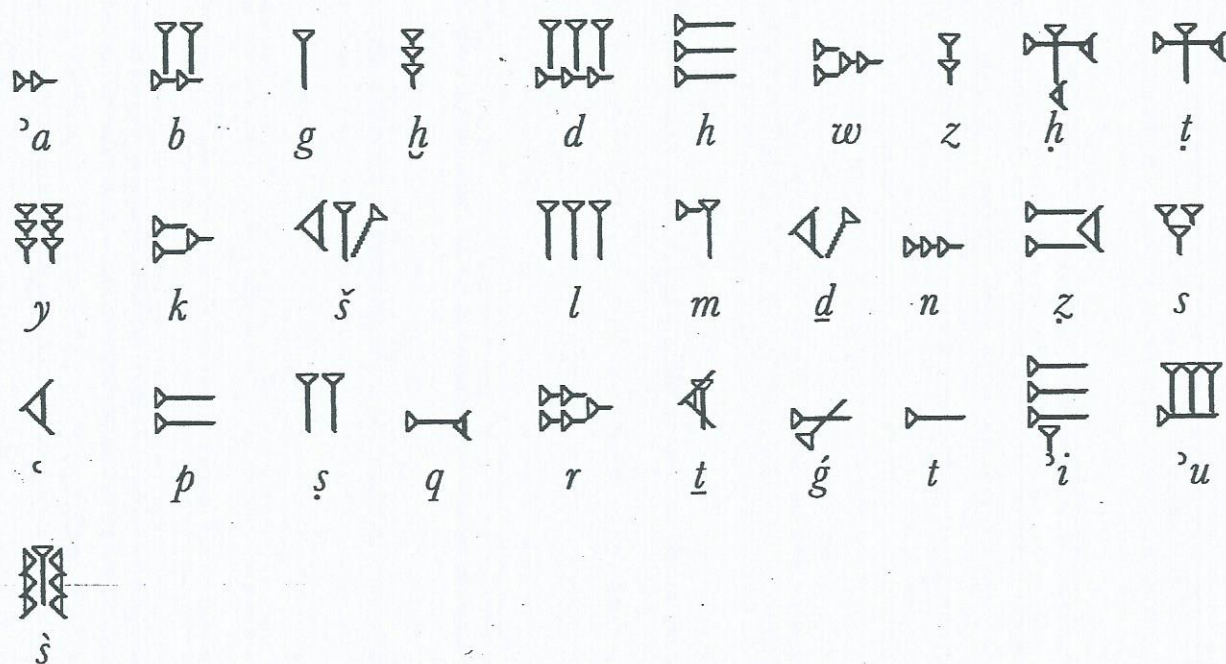 𐎀 𐎁 𐎂 𐎃 𐎄 𐎅 𐎆 𐎇 𐎈 𐎉
ʾa b g ḫ d h w z ḥ ṭ
𐎊 𐎋 𐎌 𐎍 𐎎 𐎏 𐎐 𐎑 𐎒
y k š l m ḏ n ẓ s
𐎓 𐎔 𐎕 𐎖 𐎗 𐎘 𐎙 𐎚 𐎛 𐎜
ʿ p ṣ q r ṯ ǵ t ʾi ʾu
𐎝
s̀